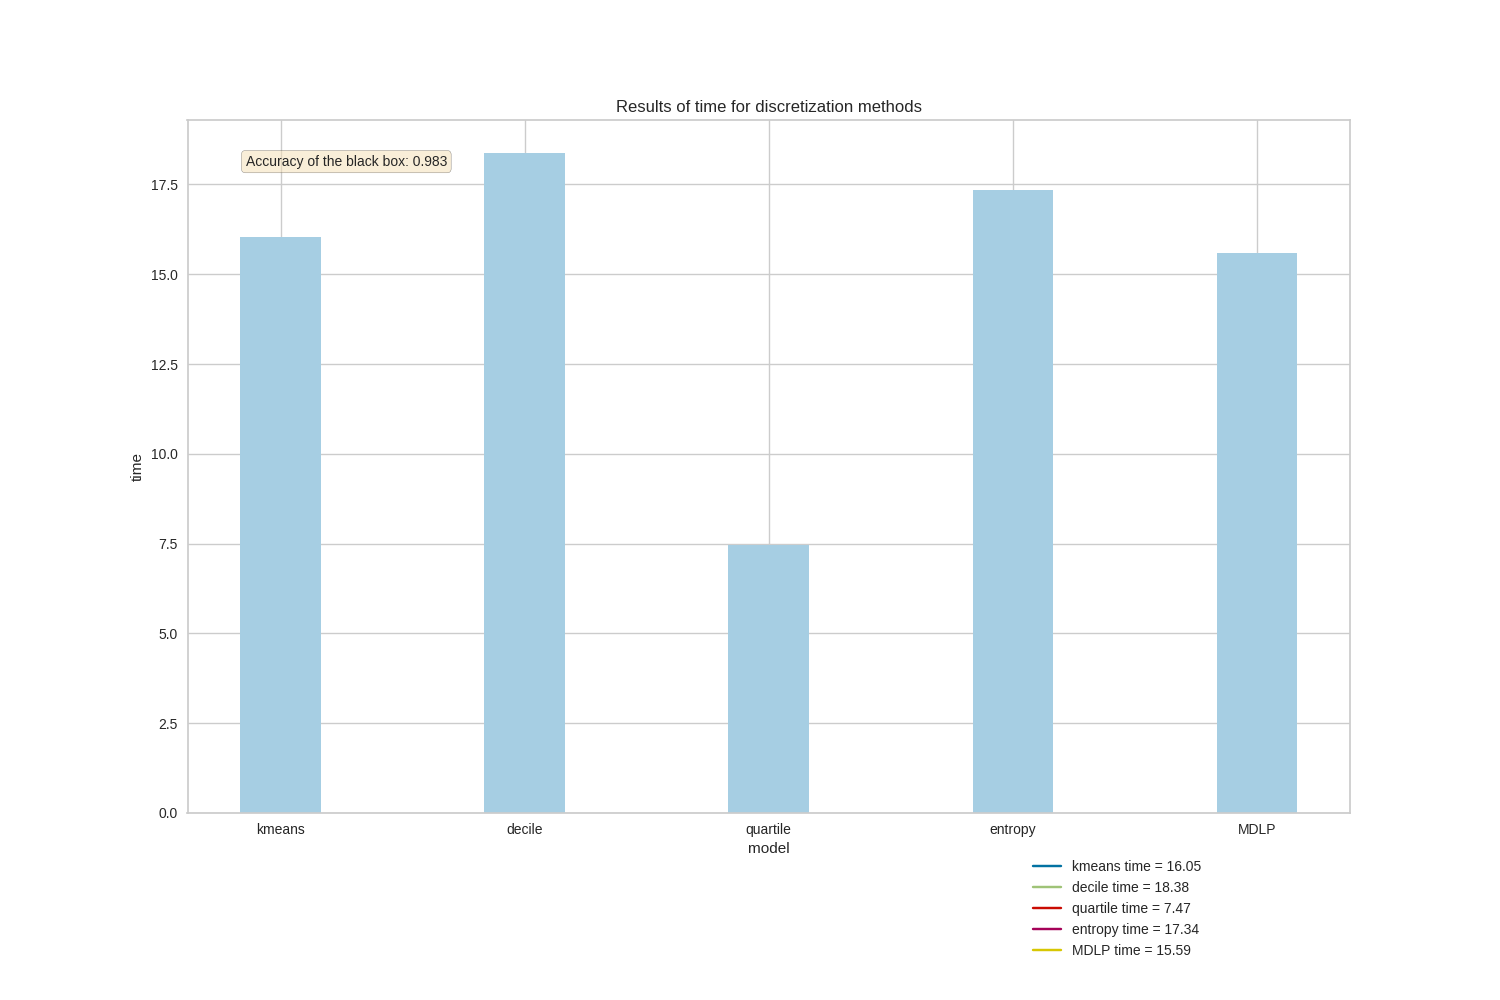 Results of time for discretization methods
Accuracy of the black box: 0.983
17.5
15.0
12.5
10.0
7.5
5.0
2.5
0.0
time
kmeans decile quartile entropy MDLP
model
kmeans time = 16.05
decile time = 18.38
quartile time = 7.47
entropy time = 17.34
MDLP time = 15.59